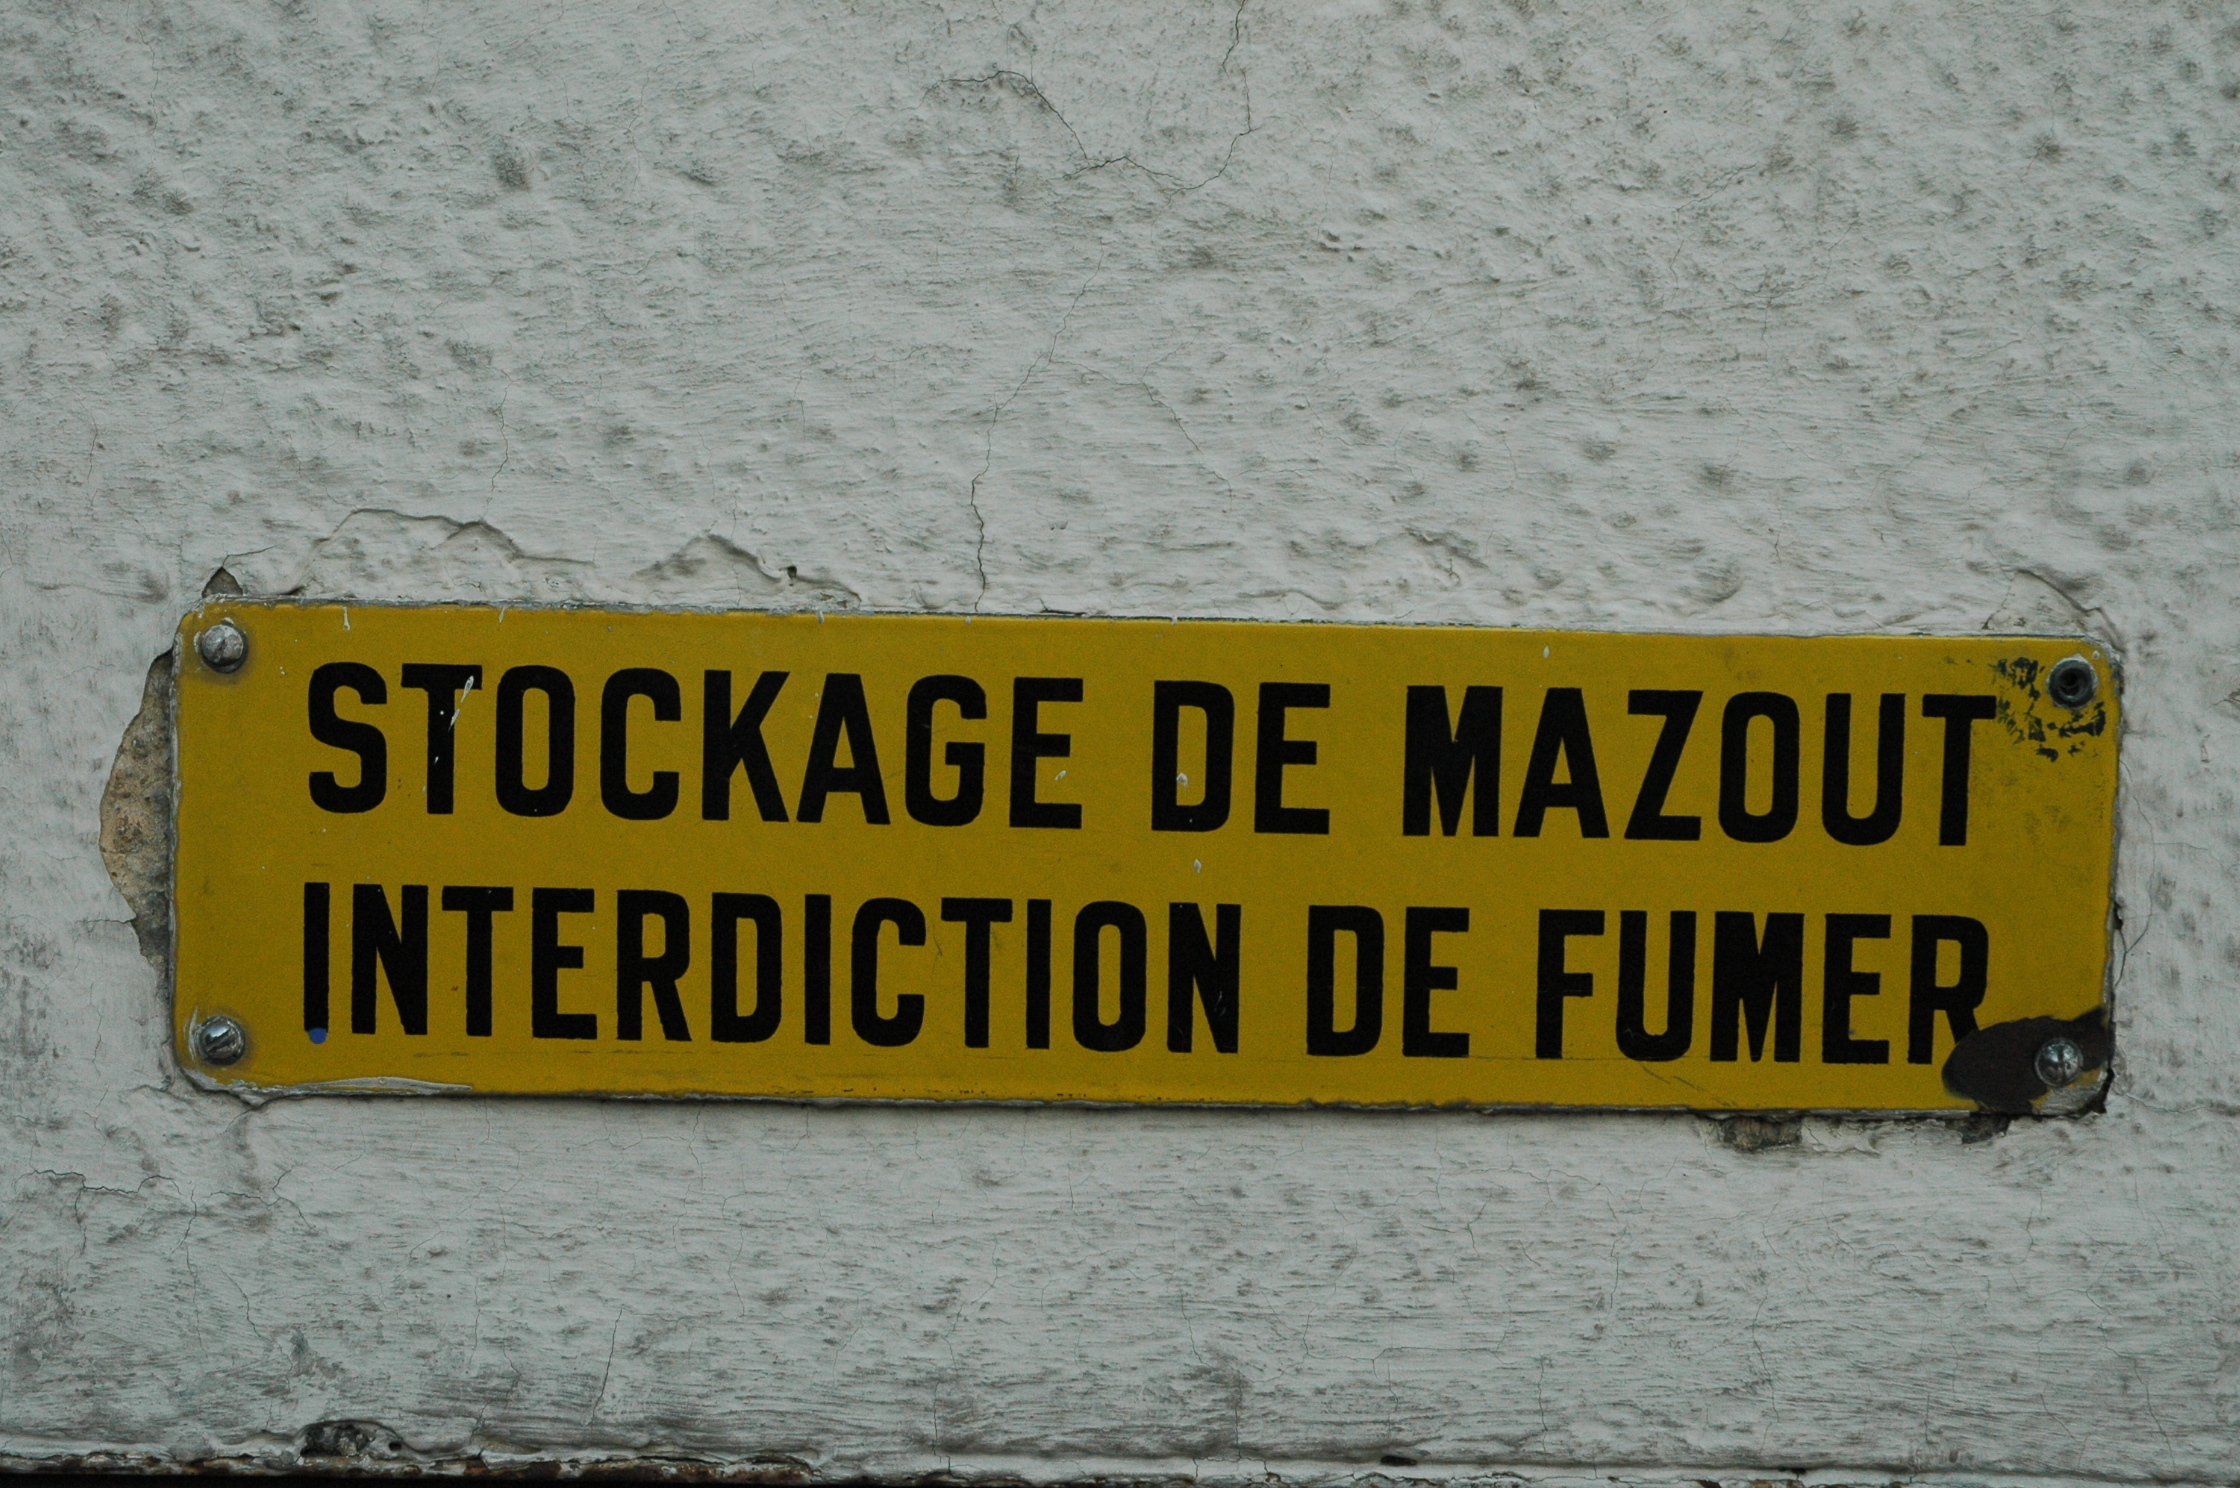 STOCKAGE DE MAZOUT
INTERDICTION DE FUMER